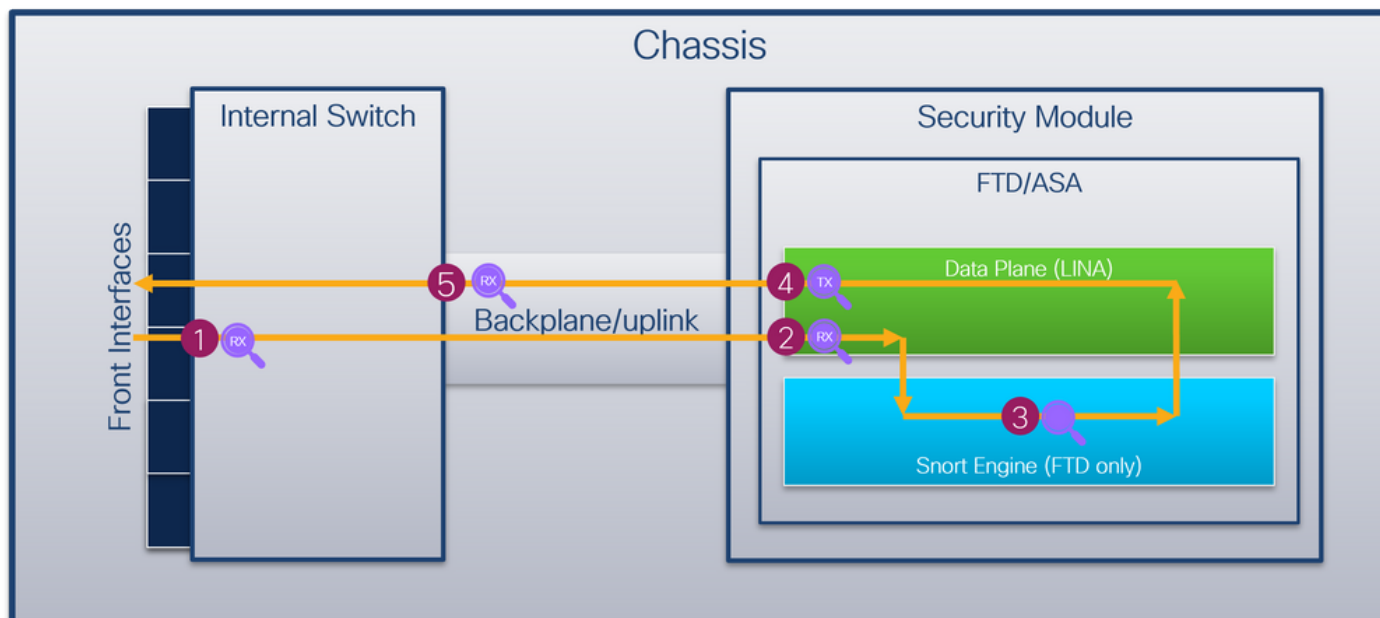 Chassis
Internal Switch
Security Module
FTD/ASA
Front Interfaces
Data Plane (LINA)
5 RX
4 TX
Backplane/uplink
1 RX
2 RX
3
Snort Engine (FTD only)